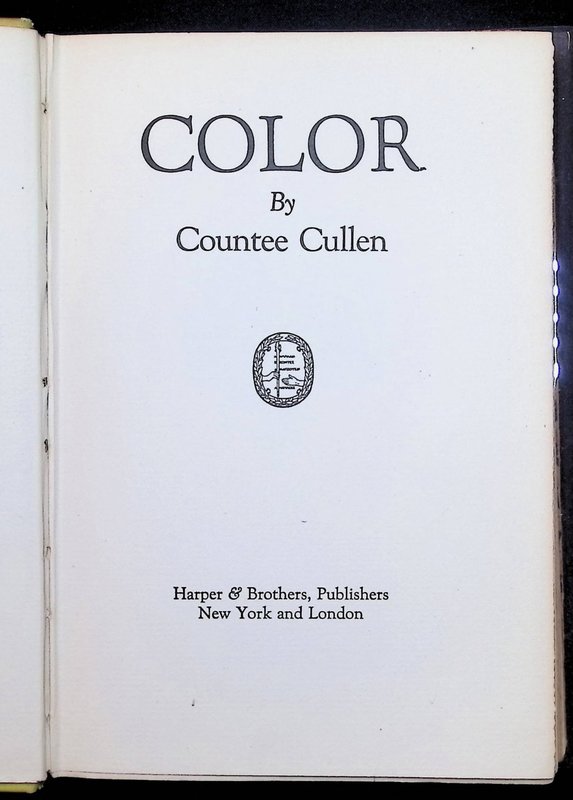 COLOR
By
Countee Cullen
Harper & Brothers, Publishers
New York and London